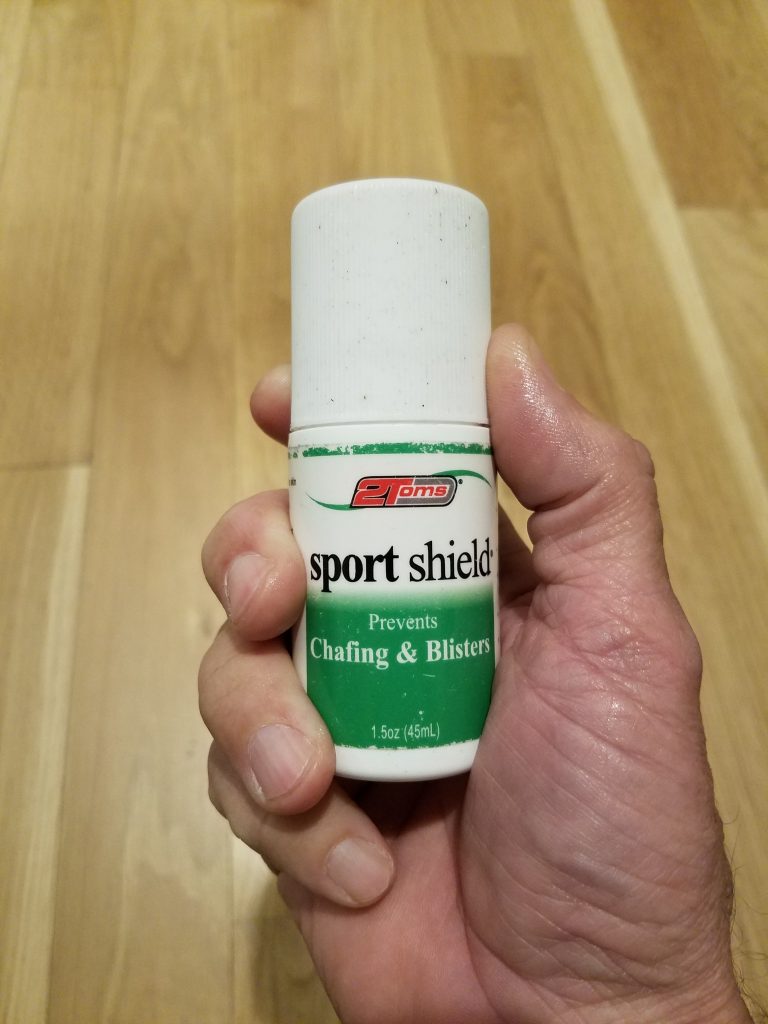 2Toms®
sport shield®
Prevents
Chafing & Blisters
1.5oz (45mL)